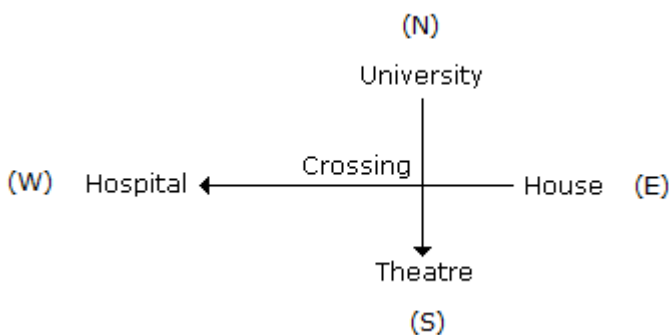 (N)
University
Crossing
(W) Hospital House (E)
Theatre
(S)